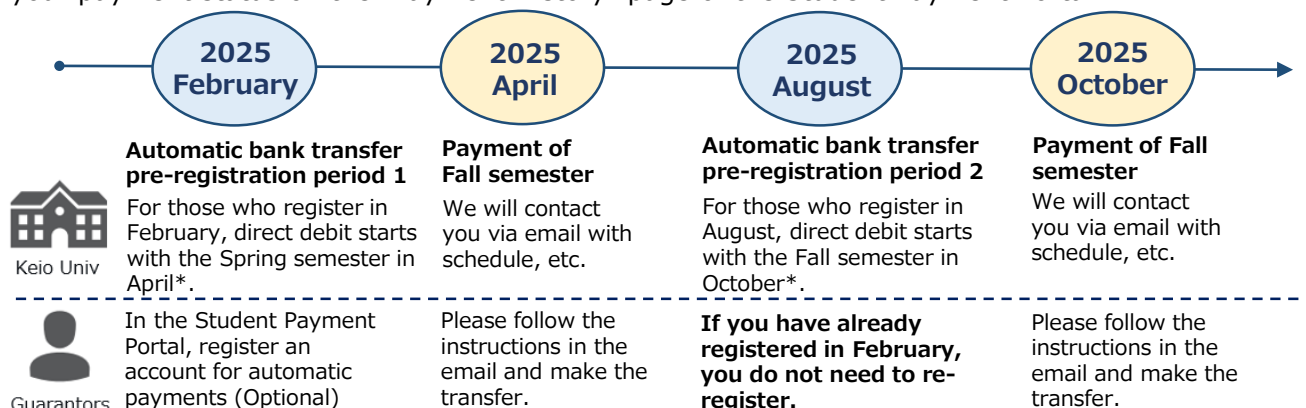 2025
February
2025
April
2025
August
2025
October
Automatic bank transfer
pre-registration period 1
For those who register in
February, direct debit starts
with the Spring semester in
April*.
Payment of
Fall semester
We will contact
you via email with
schedule, etc.
Automatic bank transfer
pre-registration period 2
For those who register in
August, direct debit starts
with the Fall semester in
October*.
Payment of Fall
semester
We will contact
you via email with
schedule, etc.
Keio Univ
In the Student Payment
Portal, register an
account for automatic
payments (Optional)
Please follow the
instructions in the
email and make the
transfer.
If you have already
registered in February,
you do not need to re-
register.
Please follow the
instructions in the
email and make the
transfer.
Guarantors